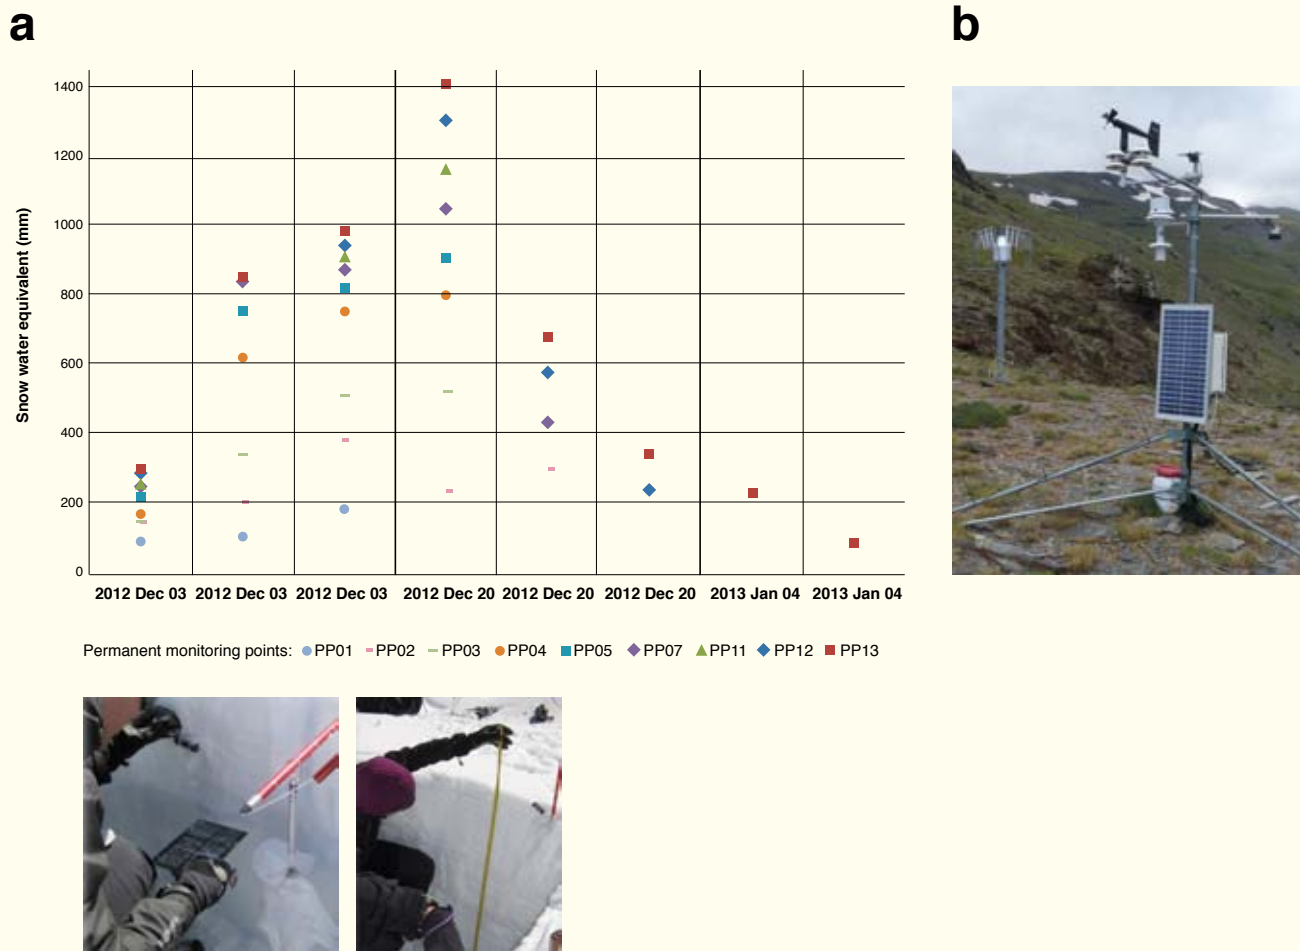 a
b
Snow water equivalent (mm)
1400
1200
1000
800
600
400
200
0
2012 Dec 03 2012 Dec 03 2012 Dec 03 2012 Dec 20 2012 Dec 20 2012 Dec 20 2013 Jan 04 2013 Jan 04
Permanent monitoring points: PP01 PP02 PP03 PP04 PP05 PP07 PP11 PP12 PP13